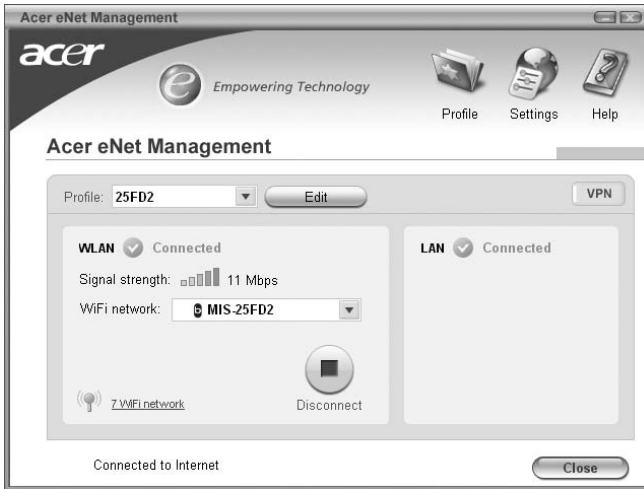 Acer eNet Management
acer
e Empowering Technology
Profile Settings Help
Acer eNet Management
Profile: 25FD2 Edit VPN
WLAN Connected
Signal strength: 11 Mbps
WiFi network: b MIS-25FD2
7 WiFi network
Disconnect
LAN Connected
Connected to Internet
Close